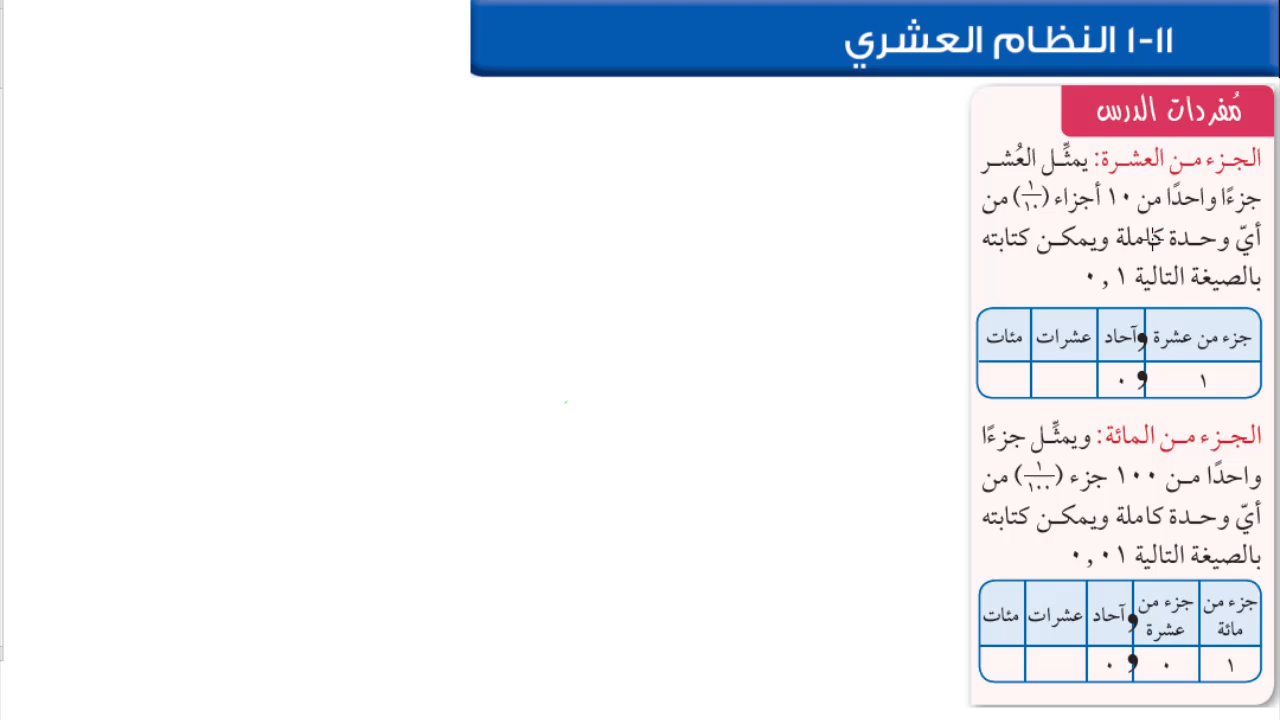 ١١-١ النظام العشري
مُفردات الدرس
الجزء من العشرة: يمثِّل العُشر
جزءًا واحدًا من ١٠ أجزاء (١/١٠) من
أيّ وحدة كاملة ويمكن كتابته
بالصيغة التالية ٠,١
جزء من عشرة , آحاد عشرات مئات
١ , ٠
الجزء من المائة: ويمثِّل جزءًا
واحدًا من ١٠٠ جزء (١/١٠٠) من
أيّ وحدة كاملة ويمكن كتابته
بالصيغة التالية ٠,٠١
جزء من مائة جزء من عشرة , آحاد عشرات مئات
١ ٠ , ٠